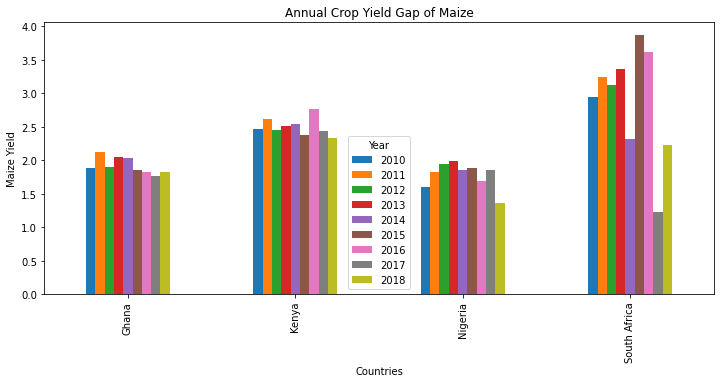 Annual Crop Yield Gap of Maize
Maize Yield
4.0
3.5
3.0
2.5
2.0
1.5
1.0
0.5
0.0
Year
2010
2011
2012
2013
2014
2015
2016
2017
2018
Ghana
Kenya
Nigeria
South Africa
Countries